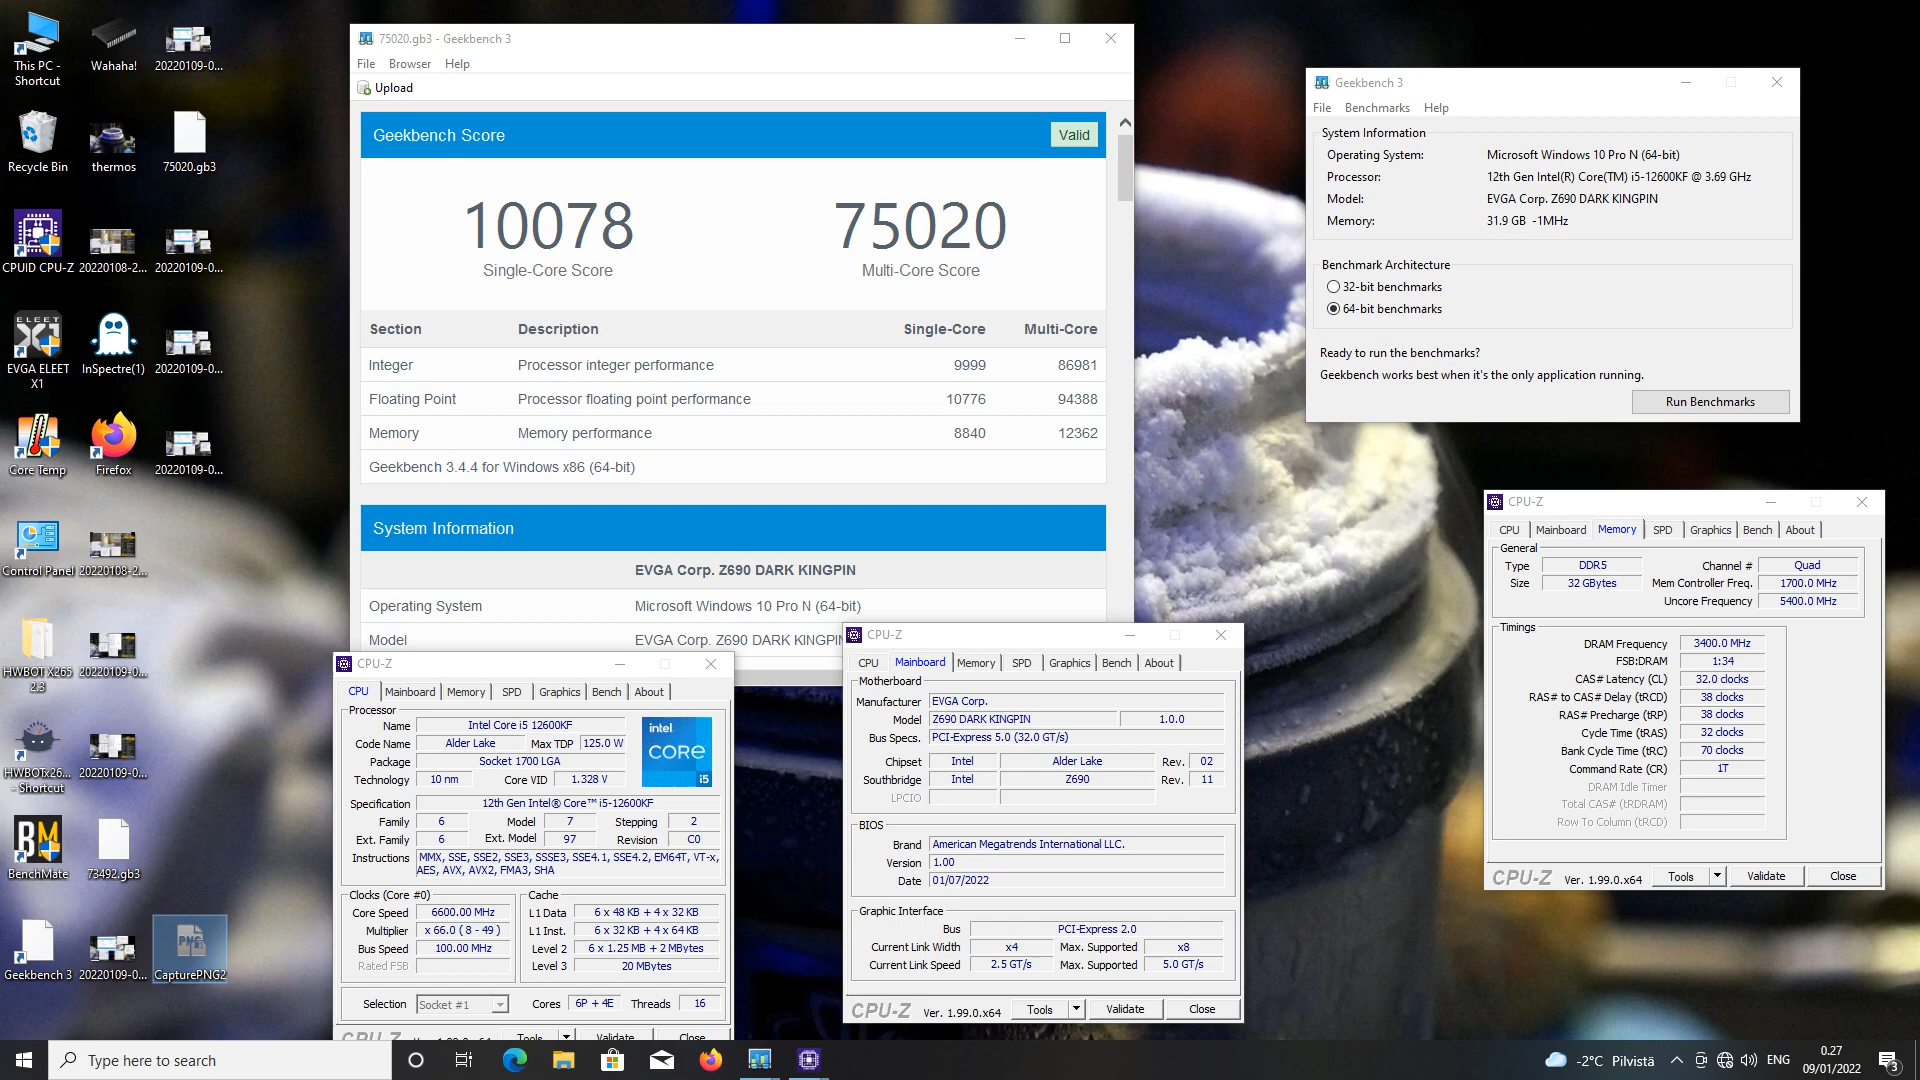 This PC - Shortcut
Wahaha!
20220109-0...
Recycle Bin
thermos
75020.gb3
CPUID CPU-Z
20220108-2...
20220109-0...
ELEET
X1
EVGA ELEET X1
InSpectre(1)
20220109-0...
Core Temp
Firefox
20220109-0...
Control Panel
20220108-2...
HWBOT X265 2.3
20220109-0...
HWBOTx26... - Shortcut
20220109-0...
BM
BenchMate
73492.gb3
Geekbench 3
20220109-0...
PNG
CapturePNG2
75020.gb3 - Geekbench 3
File Browser Help
Upload
Geekbench Score Valid
10078 75020
Single-Core Score Multi-Core Score
Section Description Single-Core Multi-Core
Integer Processor integer performance 9999 86981
Floating Point Processor floating point performance 10776 94388
Memory Memory performance 8840 12362
Geekbench 3.4.4 for Windows x86 (64-bit)
System Information
EVGA Corp. Z690 DARK KINGPIN
Operating System Microsoft Windows 10 Pro N (64-bit)
Model EVGA Corp. Z690 DARK KINGPIN
Geekbench 3
File Benchmarks Help
System Information
Operating System: Microsoft Windows 10 Pro N (64-bit)
Processor: 12th Gen Intel(R) Core(TM) i5-12600KF @ 3.69 GHz
Model: EVGA Corp. Z690 DARK KINGPIN
Memory: 31.9 GB -1MHz
Benchmark Architecture
32-bit benchmarks
64-bit benchmarks
Ready to run the benchmarks?
Geekbench works best when it's the only application running.
Run Benchmarks
CPU-Z
CPU Mainboard Memory SPD Graphics Bench About
Processor
Name Intel Core i5 12600KF
Code Name Alder Lake Max TDP 125.0 W
Package Socket 1700 LGA
Technology 10 nm Core VID 1.328 V
intel CORE i5
Specification 12th Gen Intel® Core™ i5-12600KF
Family 6 Model 7 Stepping 2
Ext. Family 6 Ext. Model 97 Revision C0
Instructions MMX, SSE, SSE2, SSE3, SSSE3, SSE4.1, SSE4.2, EM64T, VT-x,
AES, AVX, AVX2, FMA3, SHA
Clocks (Core #0) Cache
Core Speed 6600.00 MHz L1 Data 6 x 48 KB + 4 x 32 KB
Multiplier x 66.0 ( 8 - 49 ) L1 Inst. 6 x 32 KB + 4 x 64 KB
Bus Speed 100.00 MHz Level 2 6 x 1.25 MB + 2 MBytes
Rated FSB Level 3 20 MBytes
Selection Socket #1 Cores 6P + 4E Threads 16
CPU-Z Ver. 1.99.0.x64 Tools Validate Close
CPU-Z
CPU Mainboard Memory SPD Graphics Bench About
Motherboard
Manufacturer EVGA Corp.
Model Z690 DARK KINGPIN 1.0.0
Bus Specs. PCI-Express 5.0 (32.0 GT/s)
Chipset Intel Alder Lake Rev. 02
Southbridge Intel Z690 Rev. 11
LPCIO
BIOS
Brand American Megatrends International LLC.
Version 1.00
Date 01/07/2022
Graphic Interface
Bus PCI-Express 2.0
Current Link Width x4 Max. Supported x8
Current Link Speed 2.5 GT/s Max. Supported 5.0 GT/s
CPU-Z Ver. 1.99.0.x64 Tools Validate Close
CPU-Z
CPU Mainboard Memory SPD Graphics Bench About
General
Type DDR5 Channel # Quad
Size 32 GBytes Mem Controller Freq. 1700.0 MHz
Uncore Frequency 5400.0 MHz
Timings
DRAM Frequency 3400.0 MHz
FSB:DRAM 1:34
CAS# Latency (CL) 32.0 clocks
RAS# to CAS# Delay (tRCD) 38 clocks
RAS# Precharge (tRP) 38 clocks
Cycle Time (tRAS) 32 clocks
Bank Cycle Time (tRC) 70 clocks
Command Rate (CR) 1T
DRAM Idle Timer
Total CAS# (tRDRAM)
Row To Column (tRCD)
CPU-Z Ver. 1.99.0.x64 Tools Validate Close
Type here to search
-2°C Pilvistä ENG
0.27
09/01/2022
3